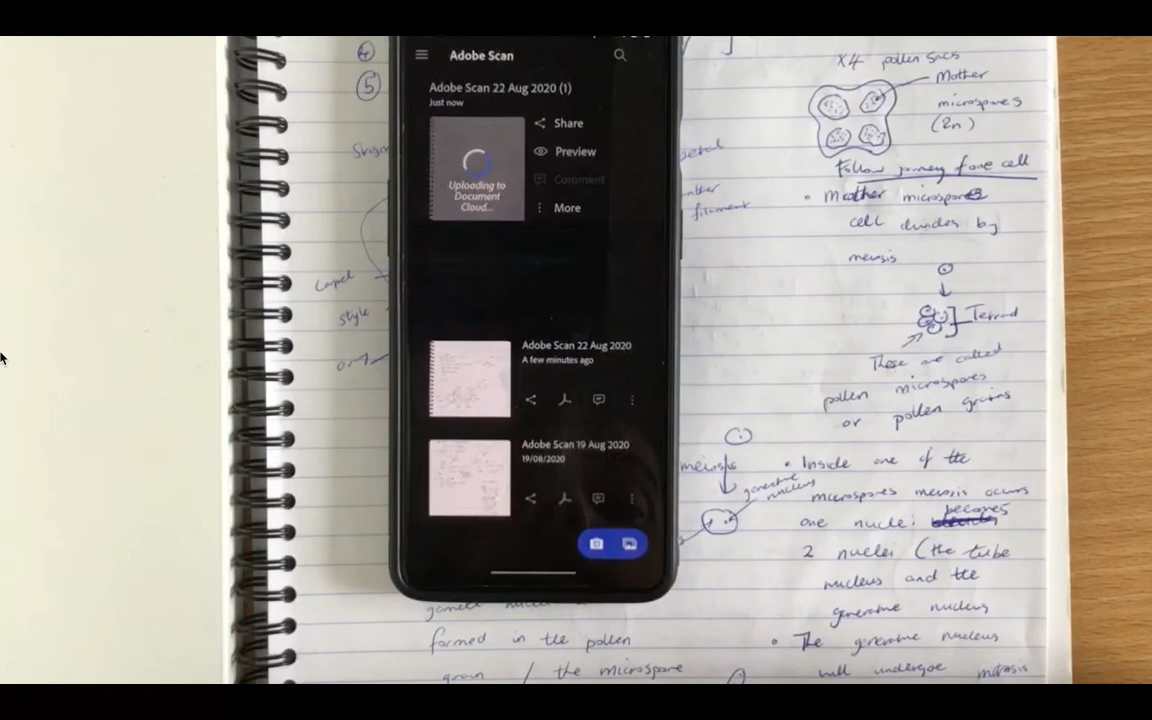 ④
⑤
Carpel
style
ovary
Adobe Scan
Adobe Scan 22 Aug 2020 (1)
Just now
Uploading to
Document
Cloud...
Share
Preview
Comment
More
Adobe Scan 22 Aug 2020
A few minutes ago
Adobe Scan 19 Aug 2020
19/08/2020
filament
X4 pollen sacs
Mother
microspores
(2n)
Follow journey of one cell
• Mother microspore
cell divides by
meiosis
Tetrad
These are called
pollen microspores
or pollen grains
meiosis
generative
nucleus
• Inside one of the
microspores meiosis occurs
one nuclei becomes
2 nuclei (the tube
nucleus and the
generative nucleus
• The generative nucleus
will undergoe mitosis
formed in the pollen
grain / the microspore